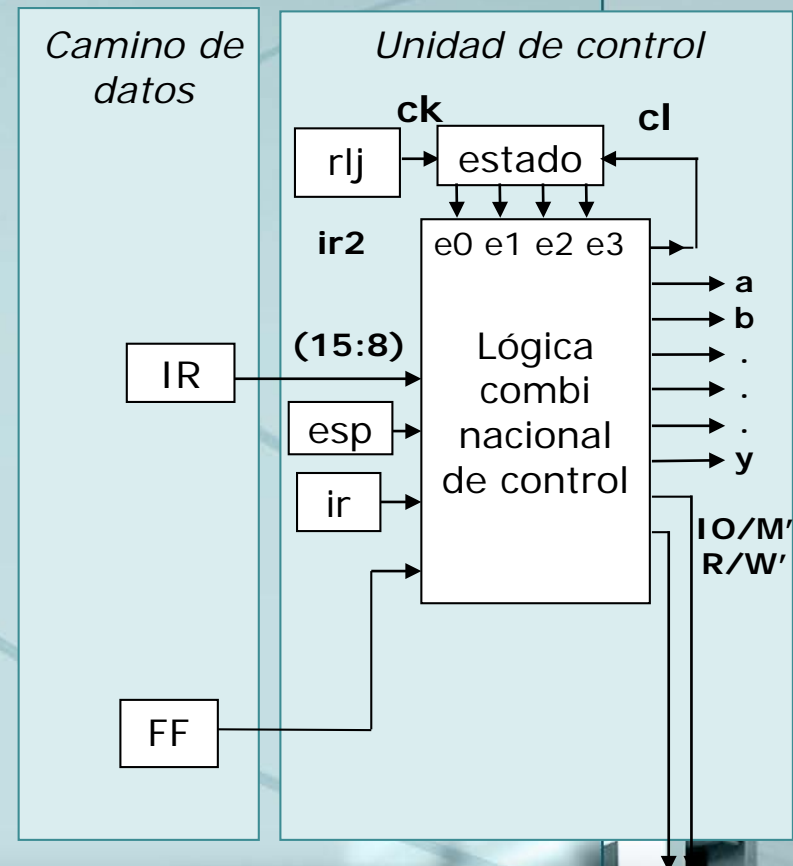 Camino de
datos
Unidad de control
ck
cl
rlj
estado
ir2
e0 e1 e2 e3
a
b
(15:8)
Lógica
.
IR
combi
.
esp
nacional
.
de control
y
ir
IO/M'
R/W'
FF